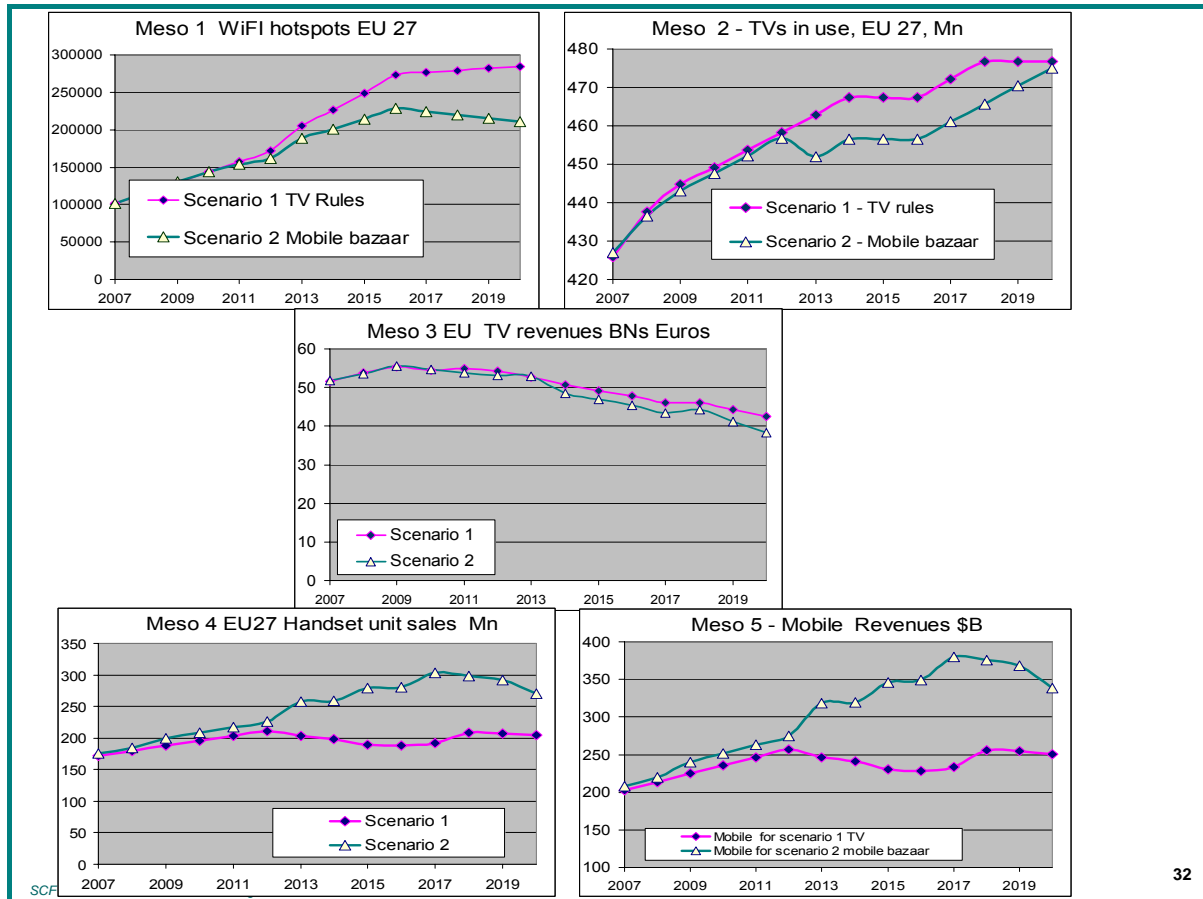 Meso 1 WiFI hotspots EU 27
300000
250000
200000
150000
100000
50000
0
2007 2009 2011 2013 2015 2017 2019
Scenario 1 TV Rules
Scenario 2 Mobile bazaar
Meso 2 - TVs in use, EU 27, Mn
480
470
460
450
440
430
420
2007 2009 2011 2013 2015 2017 2019
Scenario 1 - TV rules
Scenario 2 - Mobile bazaar
Meso 3 EU TV revenues BNs Euros
60
50
40
30
20
10
0
2007 2009 2011 2013 2015 2017 2019
Scenario 1
Scenario 2
Meso 4 EU27 Handset unit sales Mn
350
300
250
200
150
100
50
0
2007 2009 2011 2013 2015 2017 2019
Scenario 1
Scenario 2
Meso 5 - Mobile Revenues $B
400
350
300
250
200
150
100
2007 2009 2011 2013 2015 2017 2019
Mobile for scenario 1 TV
Mobile for scenario 2 mobile bazaar
SCF
32